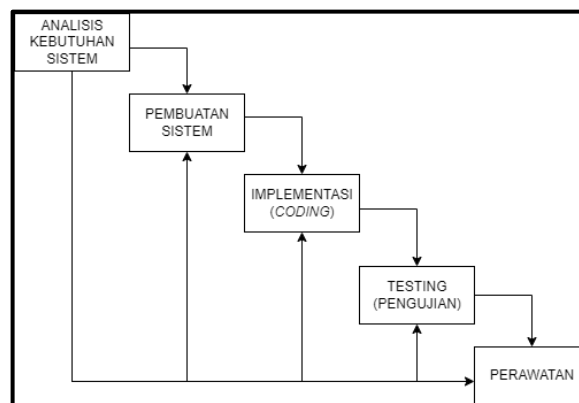 ANALISIS
KEBUTUHAN
SISTEM
PEMBUATAN
SISTEM
IMPLEMENTASI
(CODING)
TESTING
(PENGUJIAN)
PERAWATAN